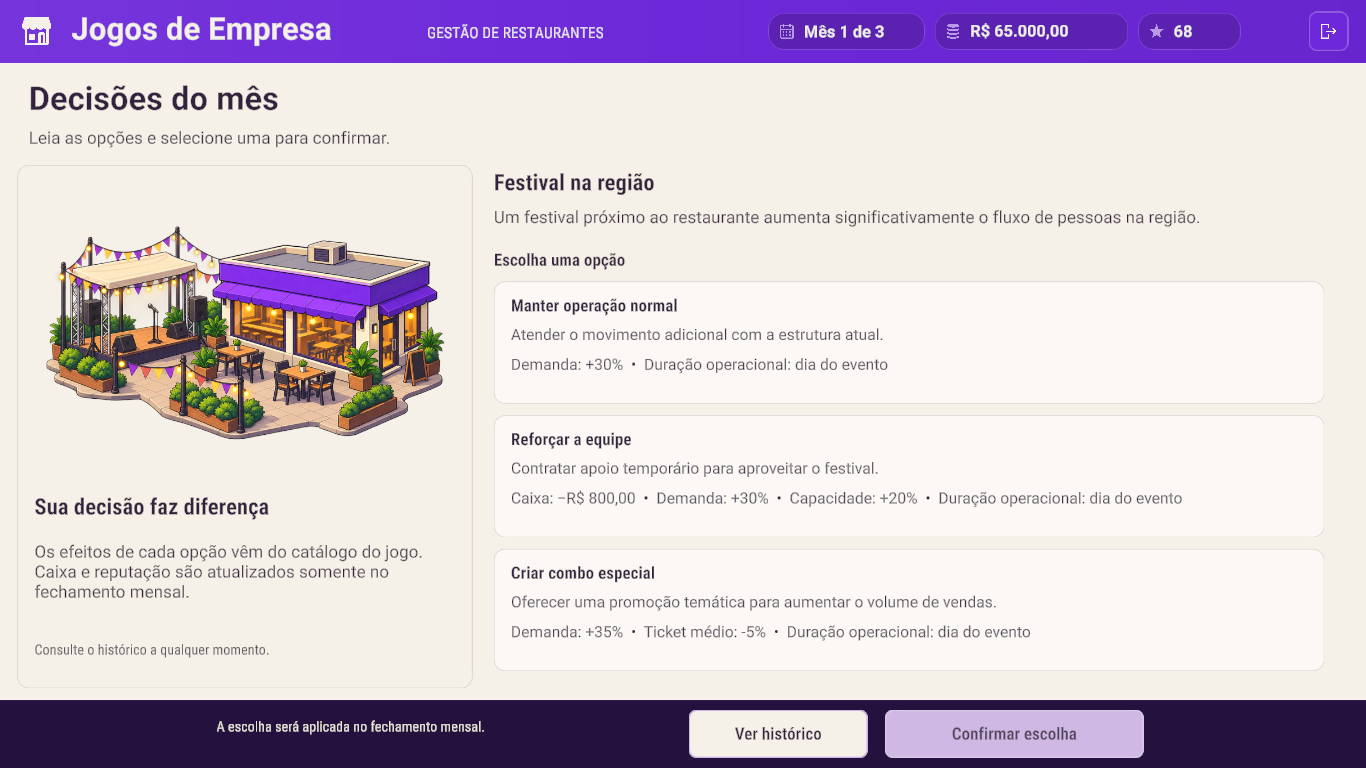 Jogos de Empresa
GESTÃO DE RESTAURANTES
Mês 1 de 3
R$ 65.000,00
68
Decisões do mês
Leia as opções e selecione uma para confirmar.
Sua decisão faz diferença
Os efeitos de cada opção vêm do catálogo do jogo.
Caixa e reputação são atualizados somente no
fechamento mensal.
Consulte o histórico a qualquer momento.
Festival na região
Um festival próximo ao restaurante aumenta significativamente o fluxo de pessoas na região.
Escolha uma opção
Manter operação normal
Atender o movimento adicional com a estrutura atual.
Demanda: +30% • Duração operacional: dia do evento
Reforçar a equipe
Contratar apoio temporário para aproveitar o festival.
Caixa: −R$ 800,00 • Demanda: +30% • Capacidade: +20% • Duração operacional: dia do evento
Criar combo especial
Oferecer uma promoção temática para aumentar o volume de vendas.
Demanda: +35% • Ticket médio: -5% • Duração operacional: dia do evento
A escolha será aplicada no fechamento mensal.
Ver histórico
Confirmar escolha